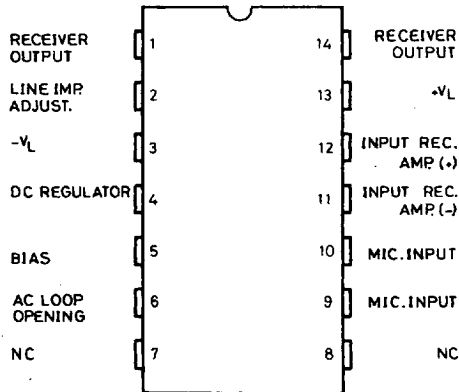 RECEIVER
OUTPUT
1
14
RECEIVER
OUTPUT
LINE IMP.
ADJUST.
2
13
+VL
-VL
3
12
INPUT REC.
AMP. (+)
DC REGULATOR
4
11
INPUT REC.
AMP. (-)
BIAS
5
10
MIC. INPUT
AC LOOP
OPENING
6
9
MIC. INPUT
NC
7
8
NC